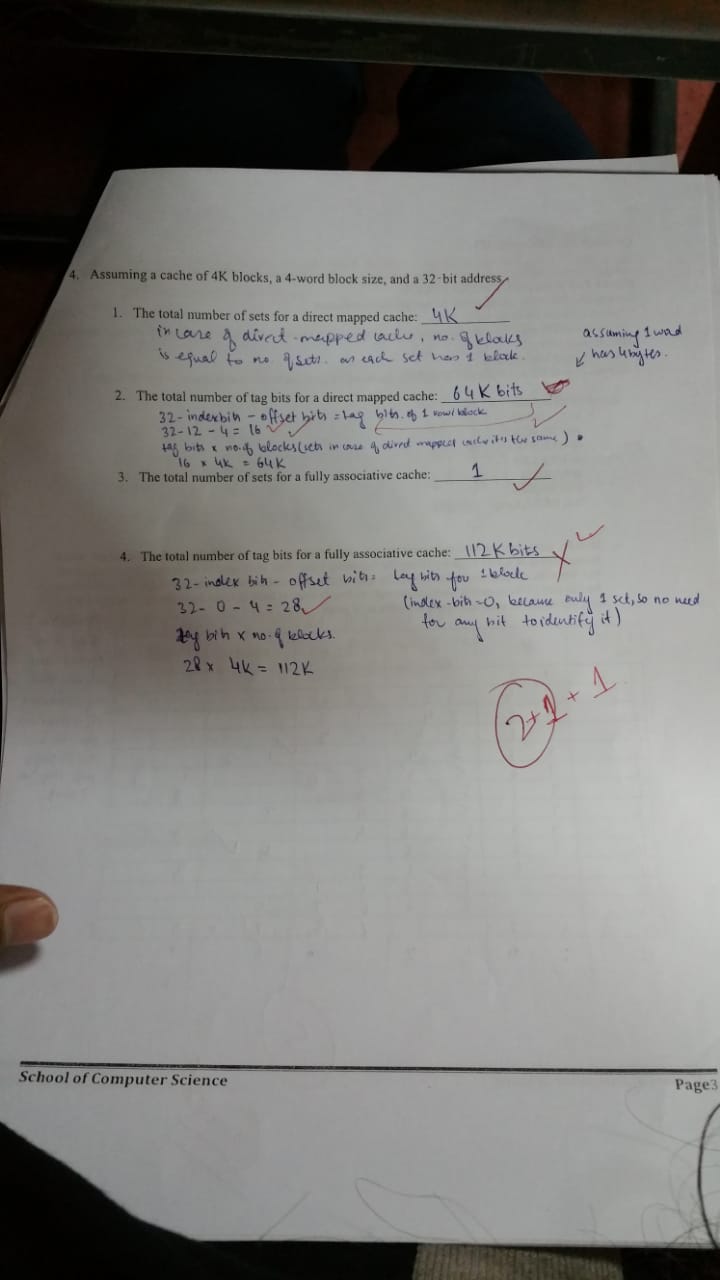 4. Assuming a cache of 4K blocks, a 4-word block size, and a 32-bit address,
1. The total number of sets for a direct mapped cache: 4K
in case of direct-mapped cache, no. of blocks
is equal to no of sets. as each set has 1 block.
assuming 1 word
has 4 bytes.
2. The total number of tag bits for a direct mapped cache: 64K bits
32- index bits - offset bits = tag bits. of 1 row/block
32-12-4 = 16
tag bits x no. of blocks (sets in case of direct mapped cache its the same)
16 x 4K = 64K
3. The total number of sets for a fully associative cache: 1
4. The total number of tag bits for a fully associative cache: 112K bits
32- index bits - offset bits = tag bits for 1 block
32- 0 - 4 = 28
(index-bits=0, because only 1 set, so no need
for any bit to identify it)
tag bits x no. of blocks.
28 x 4K = 112K
2+1+1
School of Computer Science
Page3